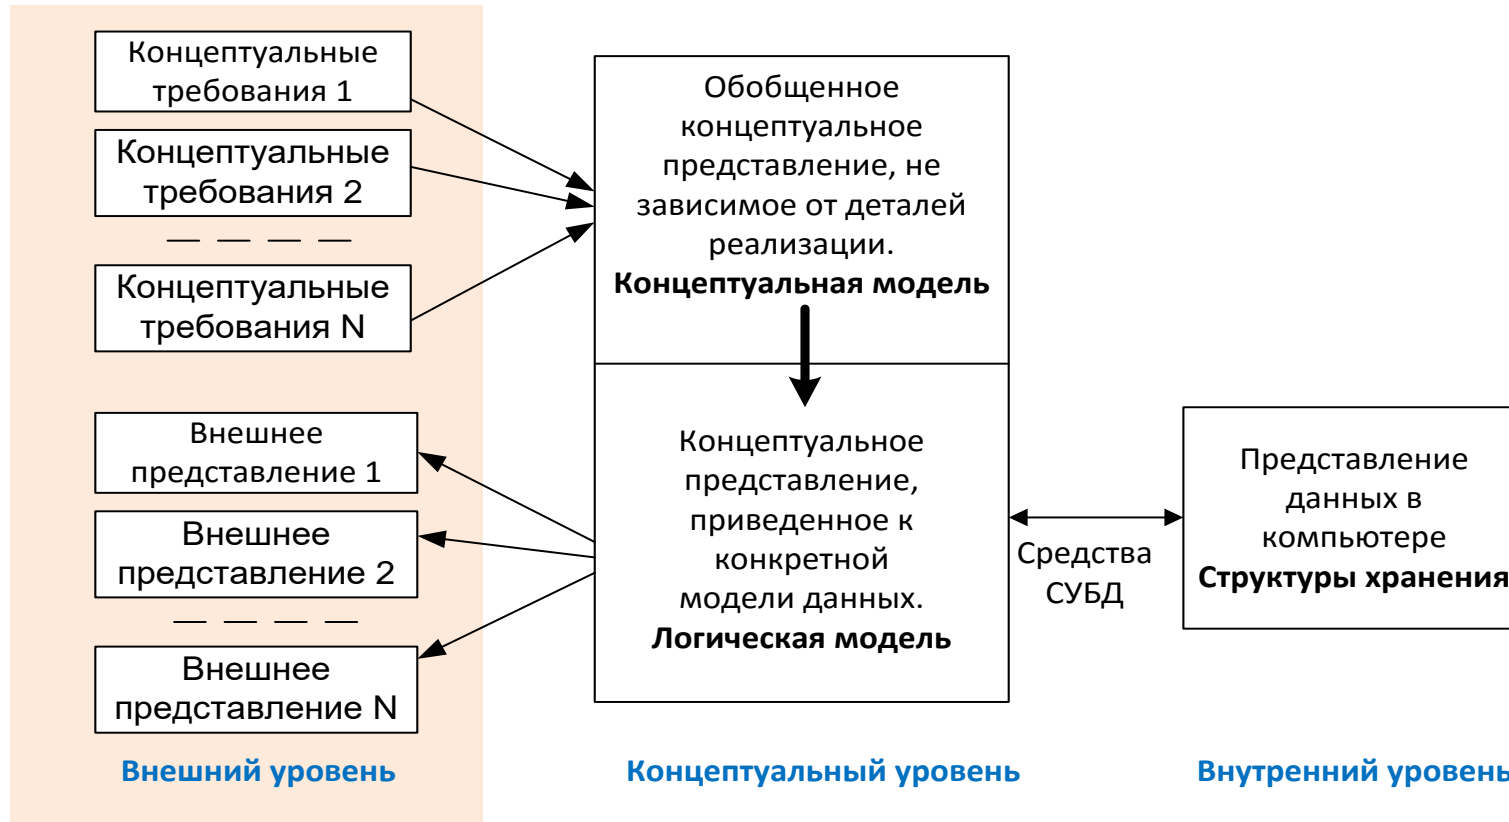 Концептуальные
требования 1
Концептуальные
требования 2
Концептуальные
требования N
Внешнее
представление 1
Внешнее
представление 2
Внешнее
представление N
Внешний уровень
Обобщенное
концептуальное
представление, не
зависимое от деталей
реализации.
Концептуальная модель
Концептуальное
представление,
приведенное к
конкретной
модели данных.
Логическая модель
Концептуальный уровень
Средства
СУБД
Представление
данных в
компьютере
Структуры хранения
Внутренний уровень